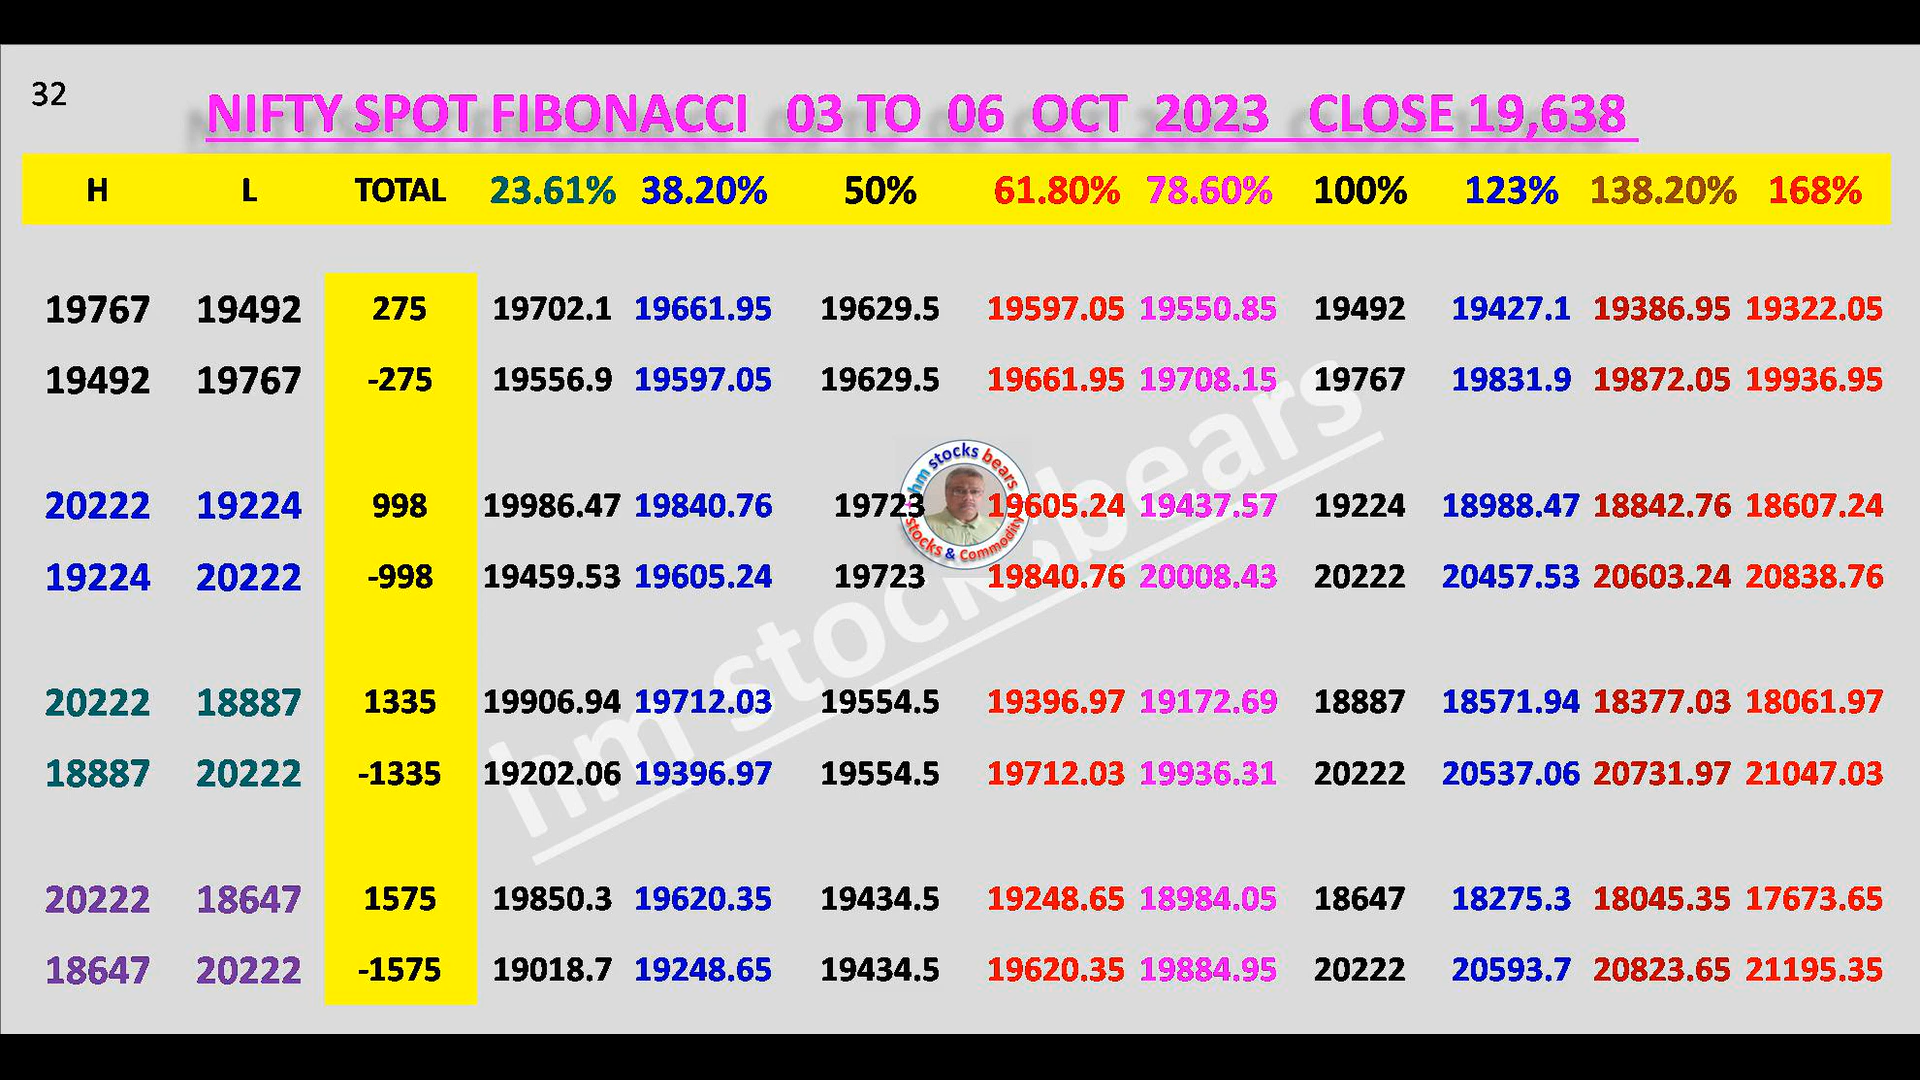 32
NIFTY SPOT FIBONACCI 03 TO 06 OCT 2023 CLOSE 19,638
H L TOTAL 23.61% 38.20% 50% 61.80% 78.60% 100% 123% 138.20% 168%
19767 19492 275 19702.1 19661.95 19629.5 19597.05 19550.85 19492 19427.1 19386.95 19322.05
19492 19767 -275 19556.9 19597.05 19629.5 19661.95 19708.15 19767 19831.9 19872.05 19936.95
hm stocks bears
20222 19224 998 19986.47 19840.76 19723 19605.24 19437.57 19224 18988.47 18842.76 18607.24
stocks & Commodity
19224 20222 -998 19459.53 19605.24 19723 19840.76 20008.43 20222 20457.53 20603.24 20838.76
hm stocksbears
20222 18887 1335 19906.94 19712.03 19554.5 19396.97 19172.69 18887 18571.94 18377.03 18061.97
18887 20222 -1335 19202.06 19396.97 19554.5 19712.03 19936.31 20222 20537.06 20731.97 21047.03
20222 18647 1575 19850.3 19620.35 19434.5 19248.65 18984.05 18647 18275.3 18045.35 17673.65
18647 20222 -1575 19018.7 19248.65 19434.5 19620.35 19884.95 20222 20593.7 20823.65 21195.35